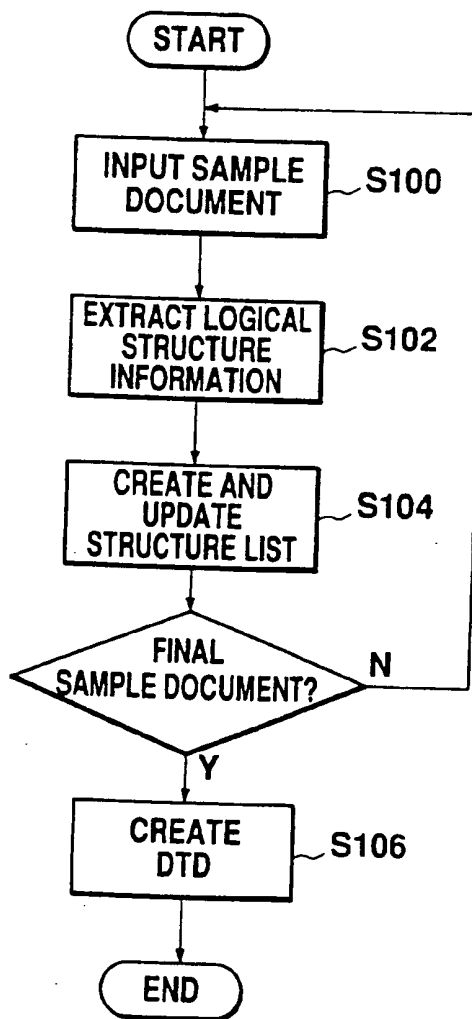 START
INPUT SAMPLE
DOCUMENT
S100
EXTRACT LOGICAL
STRUCTURE
INFORMATION
S102
CREATE AND
UPDATE
STRUCTURE LIST
S104
FINAL
SAMPLE DOCUMENT?
N
Y
CREATE
DTD
S106
END